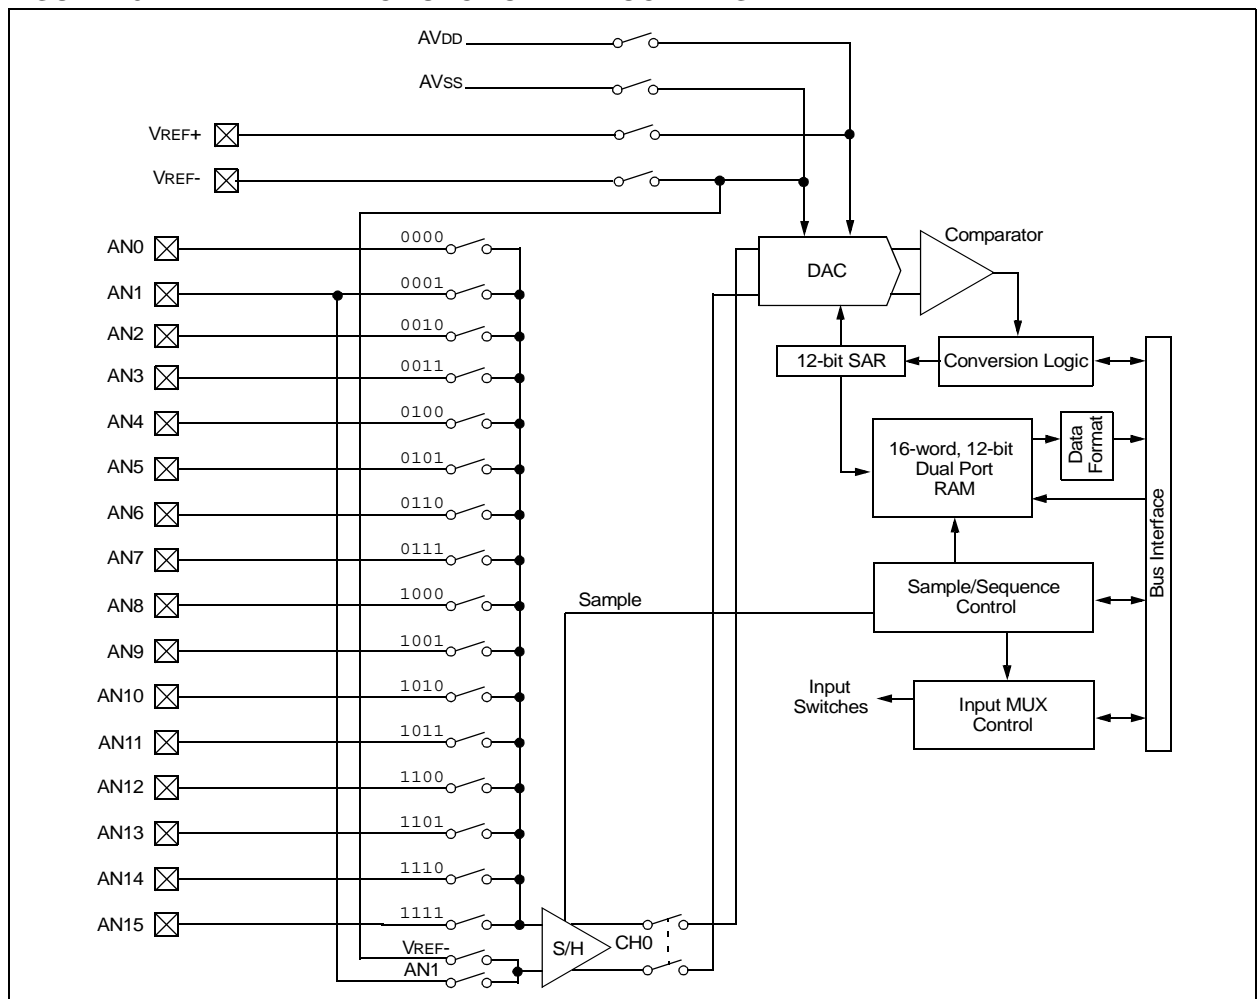 AVDD
AVSS
VREF+
VREF-
AN0 0000
AN1 0001
AN2 0010
AN3 0011
AN4 0100
AN5 0101
AN6 0110
AN7 0111
AN8 1000
AN9 1001
AN10 1010
AN11 1011
AN12 1100
AN13 1101
AN14 1110
AN15 1111
VREF-
AN1
S/H
CH0
Sample
DAC
Comparator
12-bit SAR
Conversion Logic
16-word, 12-bit
Dual Port
RAM
Data
Format
Bus Interface
Sample/Sequence
Control
Input
Switches
Input MUX
Control